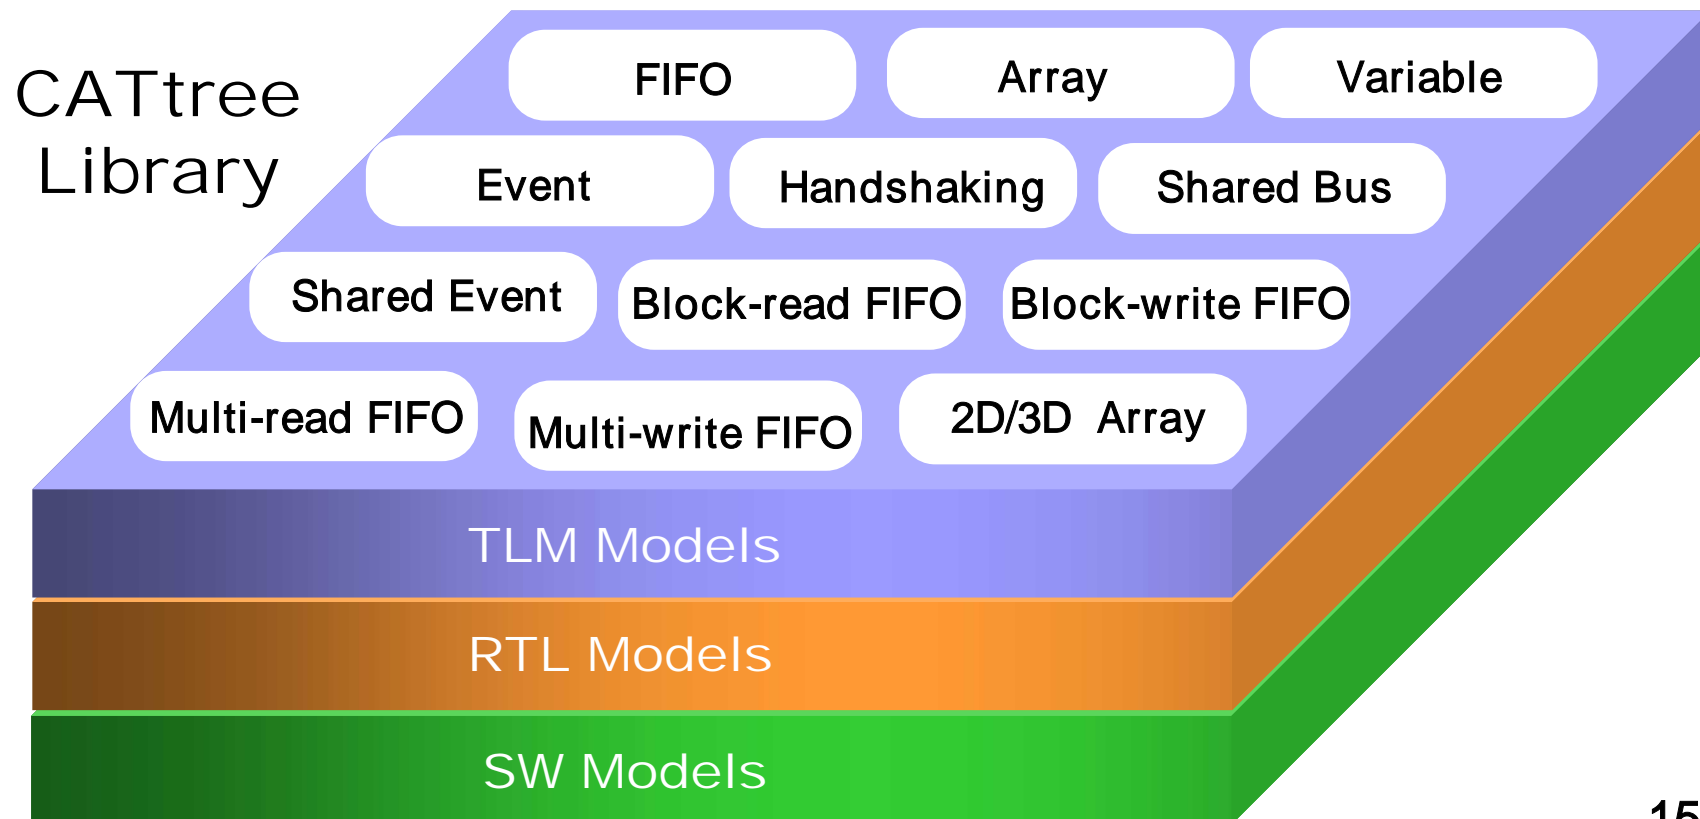 CATtree
Library
FIFO
Array
Variable
Event
Handshaking
Shared Bus
Shared Event
Block-read FIFO
Block-write FIFO
Multi-read FIFO
Multi-write FIFO
2D/3D Array
TLM Models
RTL Models
SW Models
15